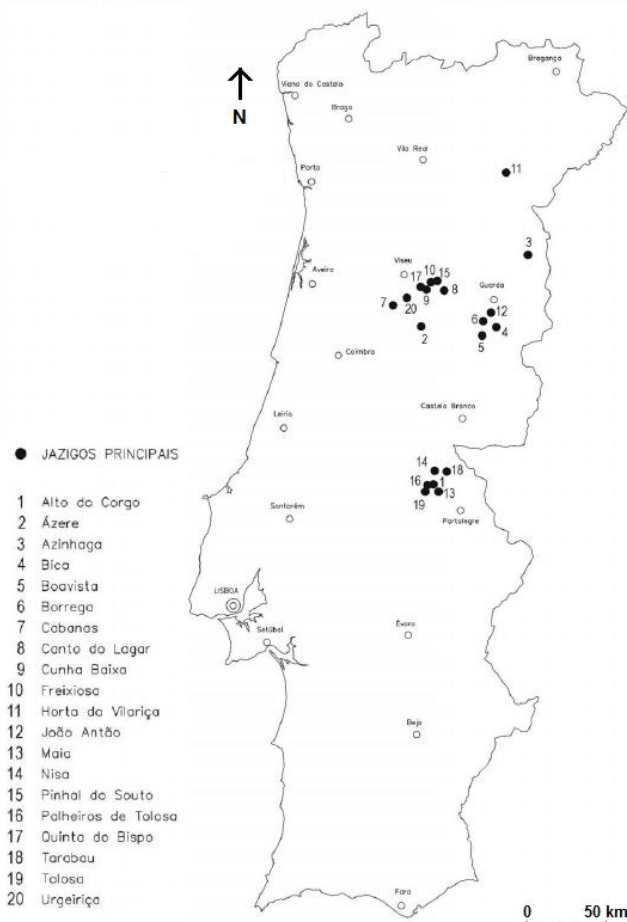 Bragança
Viana do Castelo
N
Braga
Vila Real
Porto
11
3
Viseu
10 15
17
Aveiro
Guarda
8
9
7
20
12
6
4
2
5
Coimbra
Castelo Branco
Leiria
JAZIGOS PRINCIPAIS
14
18
16 1
13
19
Santarém
Portalegre
1 Alto do Corgo
2 Ázere
3 Azinhaga
4 Bica
5 Boavista
6 Borrega
7 Cabanas
8 Canto do Lagar
9 Cunha Baixa
10 Freixiosa
11 Horta da Vilariça
12 João Antão
13 Maia
14 Nisa
15 Pinhal do Souto
16 Palheiros de Tolosa
17 Quinta do Bispo
18 Tarabau
19 Tolosa
20 Urgeiriça
LISBOA
Setúbal
Évora
Beja
Faro
0 50 km